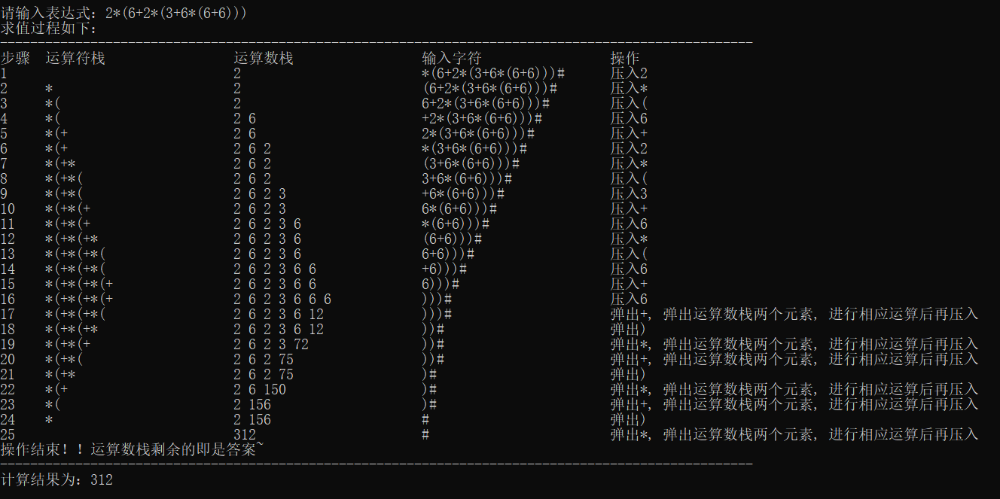 请输入表达式: 2*(6+2*(3+6*(6+6)))
求值过程如下:
----------------------------------------------------------------------------------------------------
步骤 运算符栈 运算数栈 输入字符 操作
1 2 *(6+2*(3+6*(6+6)))# 压入2
2 * 2 (6+2*(3+6*(6+6)))# 压入*
3 *( 2 6+2*(3+6*(6+6)))# 压入(
4 *( 2 6 +2*(3+6*(6+6)))# 压入6
5 *(+ 2 6 2*(3+6*(6+6)))# 压入+
6 *(+ 2 6 2 *(3+6*(6+6)))# 压入2
7 *(+* 2 6 2 (3+6*(6+6)))# 压入*
8 *(+*( 2 6 2 3+6*(6+6)))# 压入(
9 *(+*( 2 6 2 3 +6*(6+6)))# 压入3
10 *(+*(+ 2 6 2 3 6*(6+6)))# 压入+
11 *(+*(+ 2 6 2 3 6 *(6+6)))# 压入6
12 *(+*(+* 2 6 2 3 6 (6+6)))# 压入*
13 *(+*(+*( 2 6 2 3 6 6+6)))# 压入(
14 *(+*(+*( 2 6 2 3 6 6 +6)))# 压入6
15 *(+*(+*(+ 2 6 2 3 6 6 6)))# 压入+
16 *(+*(+*(+ 2 6 2 3 6 6 6 )))# 压入6
17 *(+*(+*( 2 6 2 3 6 12 )))# 弹出+, 弹出运算数栈两个元素, 进行相应运算后再压入
18 *(+*(+* 2 6 2 3 6 12 ))# 弹出)
19 *(+*(+ 2 6 2 3 72 ))# 弹出*, 弹出运算数栈两个元素, 进行相应运算后再压入
20 *(+*( 2 6 2 75 ))# 弹出+, 弹出运算数栈两个元素, 进行相应运算后再压入
21 *(+* 2 6 2 75 )# 弹出)
22 *(+ 2 6 150 )# 弹出*, 弹出运算数栈两个元素, 进行相应运算后再压入
23 *( 2 156 )# 弹出+, 弹出运算数栈两个元素, 进行相应运算后再压入
24 * 2 156 # 弹出)
25 312 # 弹出*, 弹出运算数栈两个元素, 进行相应运算后再压入
操作结束!! 运算数栈剩余的即是答案~
----------------------------------------------------------------------------------------------------
计算结果为: 312